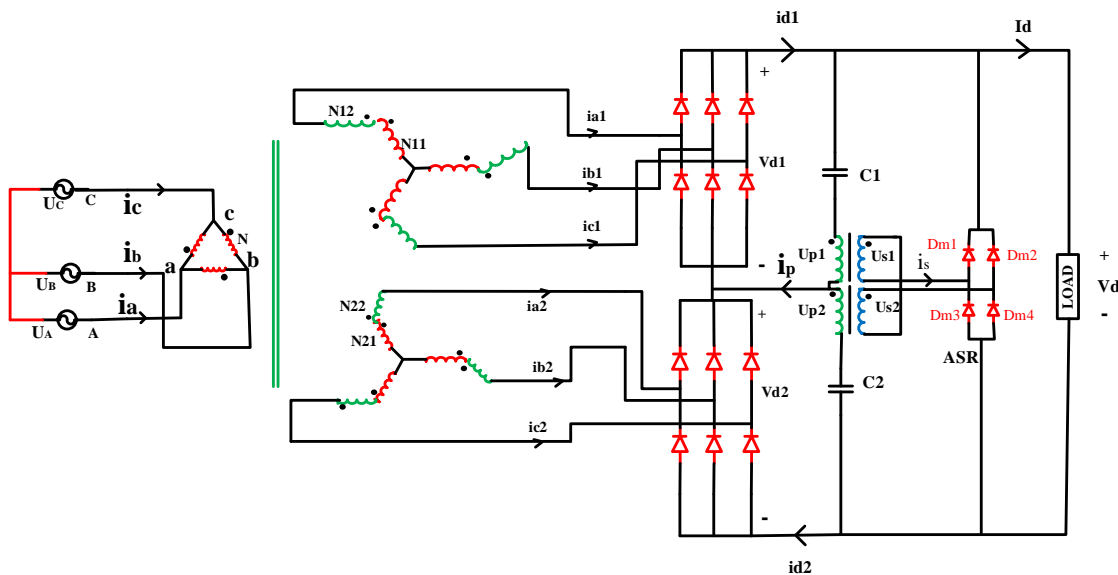 id1
Id
N12
N11
ia1
+
Vd1
-
ib1
ic1
C1
UC
C
ic
c
N
UB
B
ib
a
b
UA
A
ia
Up1
Us1
ip
is
Up2
Us2
Dm1
Dm2
Dm3
Dm4
ASR
LOAD
+
Vd
-
N22
N21
ia2
+
ib2
Vd2
C2
ic2
-
id2